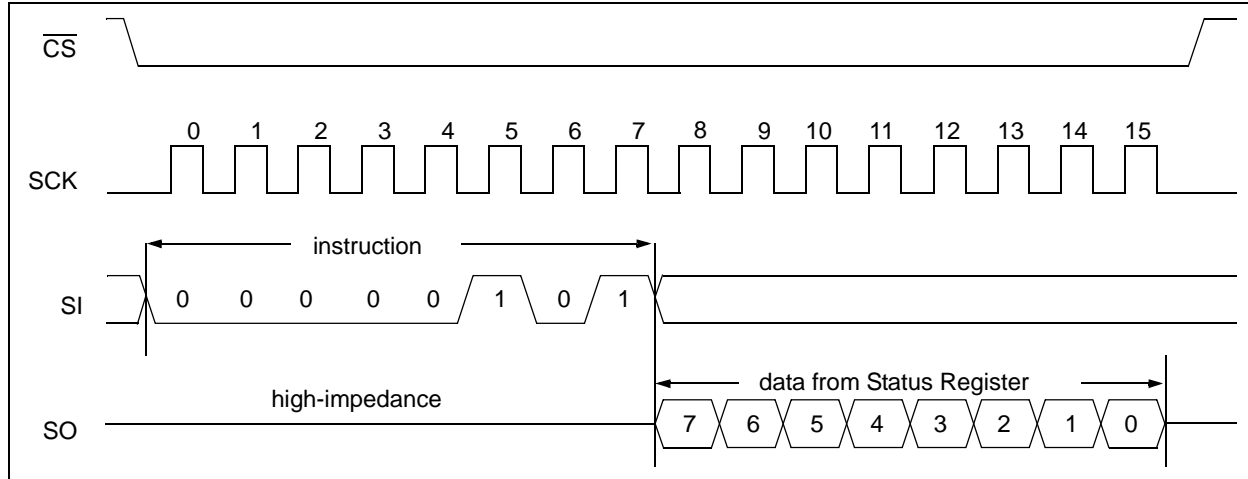 CS
0 1 2 3 4 5 6 7 8 9 10 11 12 13 14 15
SCK
instruction
SI 0 0 0 0 0 1 0 1
data from Status Register
high-impedance
SO 7 6 5 4 3 2 1 0